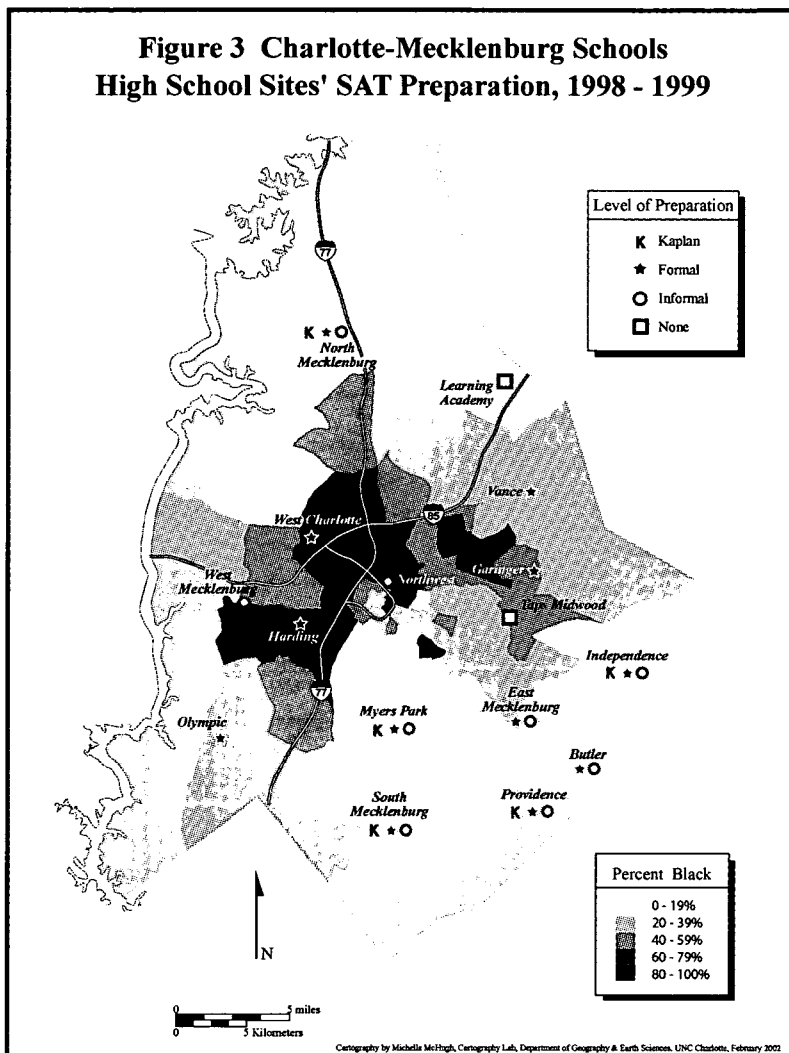 Figure 3 Charlotte-Mecklenburg Schools
High School Sites' SAT Preparation, 1998 - 1999
Level of Preparation
K Kaplan
Formal
Informal
None
77
K
North
Mecklenburg
Learning
Academy
Vance
85
West Charlotte
Garinger
Northwest
West
Mecklenburg
Taps Midwood
Harding
Independence
K
77
East
Mecklenburg
Myers Park
K
Olympic
Butler
South
Mecklenburg
K
Providence
K
Percent Black
0 - 19%
20 - 39%
40 - 59%
60 - 79%
80 - 100%
N
0 5 miles
0 5 Kilometers
Cartography by Michelle McHugh, Cartography Lab, Department of Geography & Earth Sciences, UNC Charlotte, February 2002